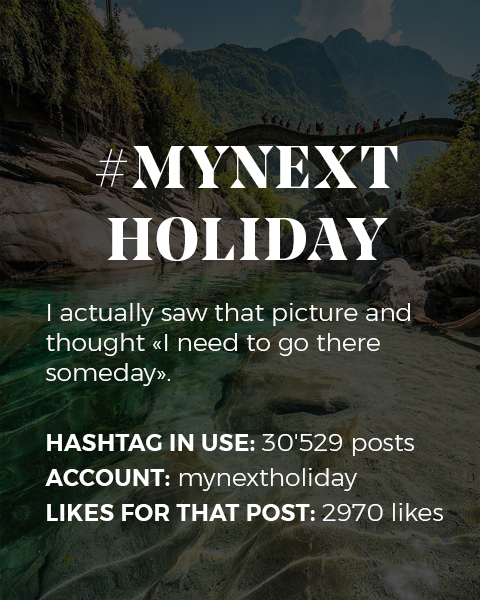 #MYNEXT
HOLIDAY
I actually saw that picture and
thought «I need to go there
someday».
HASHTAG IN USE: 30'529 posts
ACCOUNT: mynextholiday
LIKES FOR THAT POST: 2970 likes